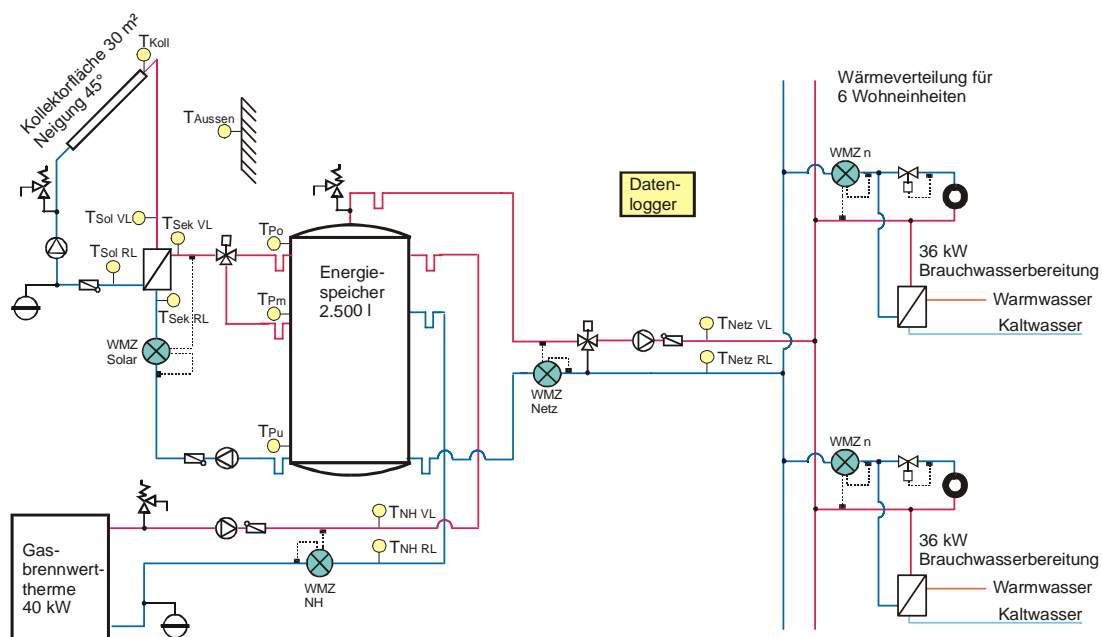 Kollektorfläche 30 m²
Neigung 45°
TKoll
TAussen
TSol VL
TSek VL
TSol RL
TSek RL
WMZ
Solar
TPo
TPm
TPu
Energie-
speicher
2.500 l
Daten-
logger
Wärmeverteilung für
6 Wohneinheiten
WMZ n
36 kW
Brauchwasserbereitung
Warmwasser
Kaltwasser
TNetz VL
TNetz RL
WMZ
Netz
WMZ n
36 kW
Brauchwasserbereitung
Warmwasser
Kaltwasser
Gas-
brennwert-
therme
40 kW
TNH VL
TNH RL
WMZ
NH